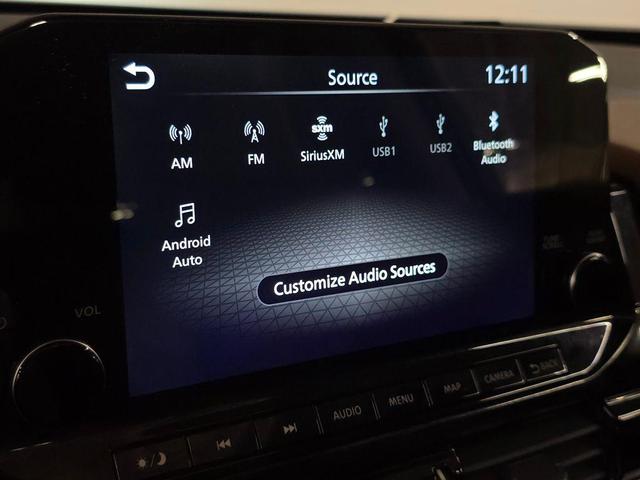 Source
12:11
AM
FM
sxm
SiriusXM
USB1
USB2
Bluetooth
Audio
Android
Auto
Customize Audio Sources
VOL
AUDIO
MENU
MAP
CAMERA
BACK